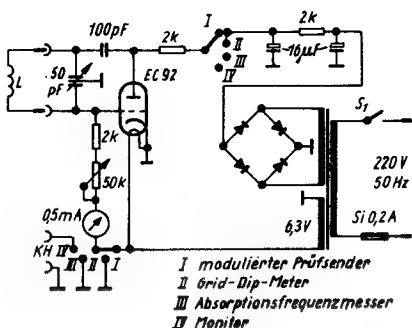 100pF
I
II
III
IV
2k
2k
16µF
L
50
pF
EC 92
2k
50k
0,5mA
KH
IV
III
II
I
S1
220V
50 Hz
Si 0,2A
6,3V
I modulierter Prüfsender
II Grid-Dip-Meter
III Absorptionsfrequenzmesser
IV Monitor